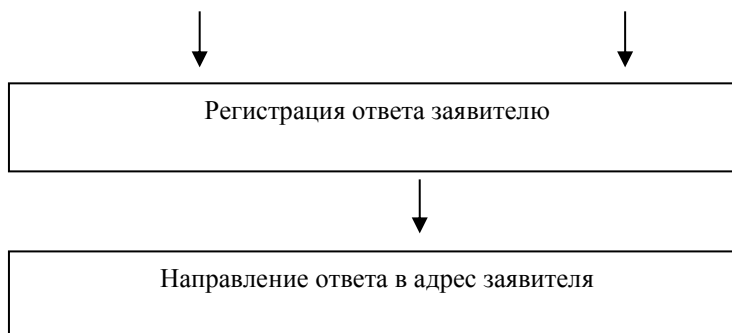 Регистрация ответа заявителю
Направление ответа в адрес заявителя